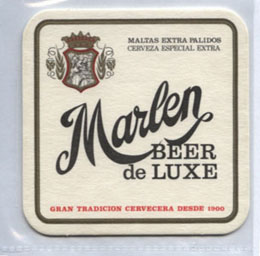 MALTAS EXTRA PALIDOS
CERVEZA ESPECIAL EXTRA
Marlen
BEER
de LUXE
GRAN TRADICION CERVECERA DESDE 1900